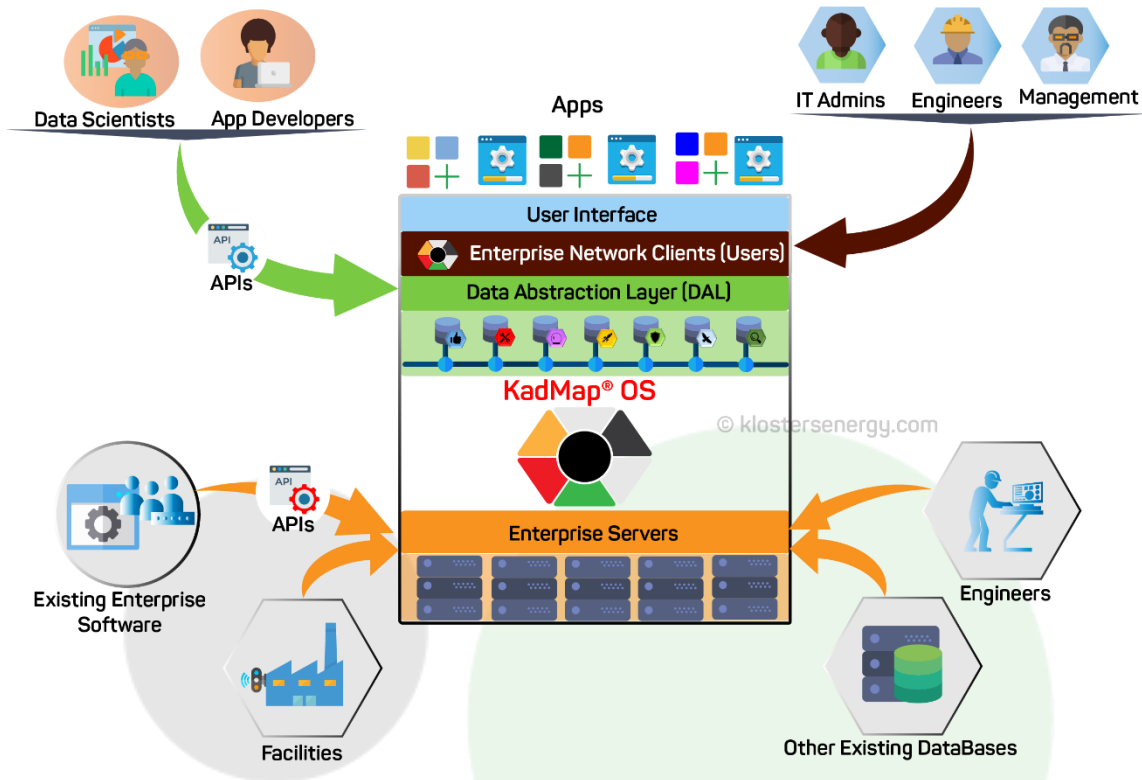 Data Scientists
App Developers
IT Admins
Engineers
Management
Apps
User Interface
Enterprise Network Clients (Users)
API
APIs
Data Abstraction Layer (DAL)
KadMap® OS
© klostersenergy.com
API
APIs
Enterprise Servers
Existing Enterprise
Software
Engineers
Facilities
Other Existing DataBases